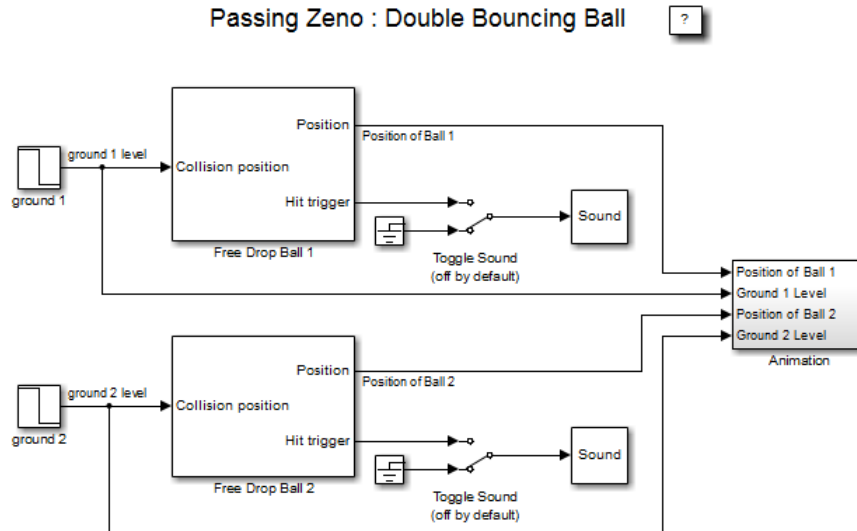 Passing Zeno : Double Bouncing Ball
?
Position
Position of Ball 1
ground 1 level
Collision position
ground 1
Hit trigger
Sound
Free Drop Ball 1
Toggle Sound
(off by default)
Position of Ball 1
Ground 1 Level
Position of Ball 2
Ground 2 Level
Animation
Position
Position of Ball 2
ground 2 level
Collision position
ground 2
Hit trigger
Sound
Free Drop Ball 2
Toggle Sound
(off by default)